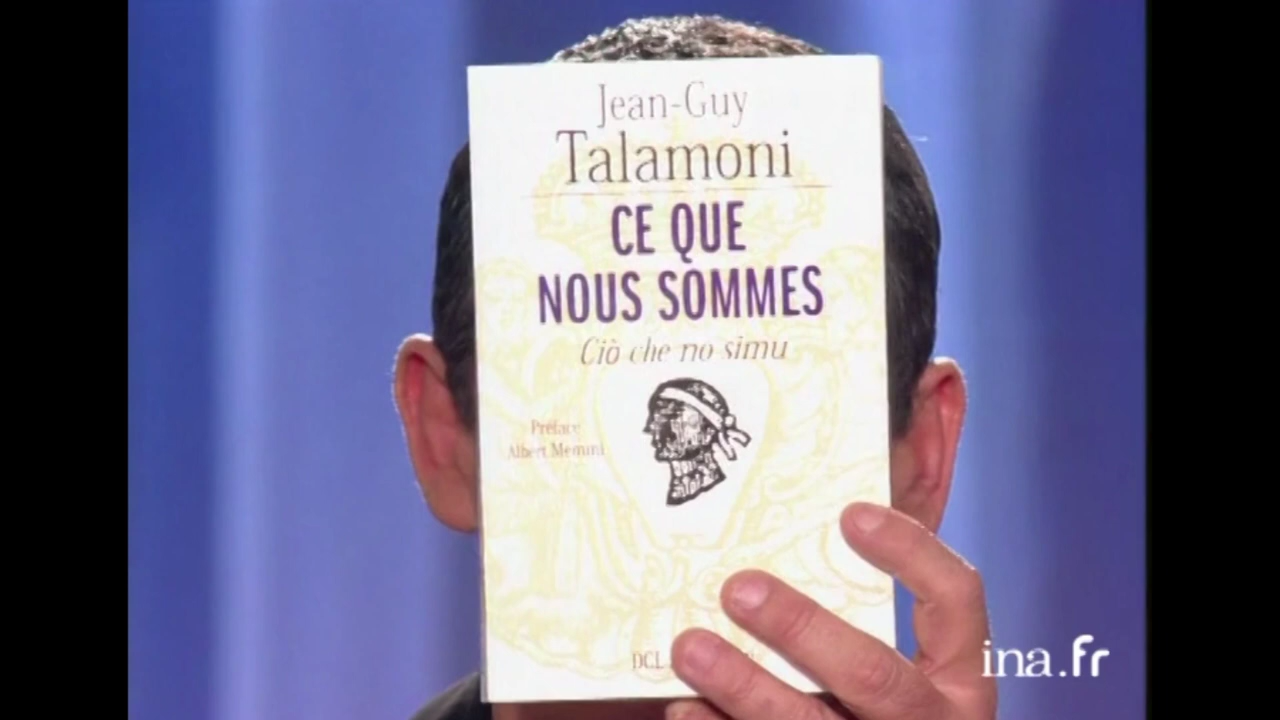 Jean-Guy
Talamoni
CE QUE
NOUS SOMMES
Ciò che no simu
Préface
Albert Memmi
DCL
ina.fr